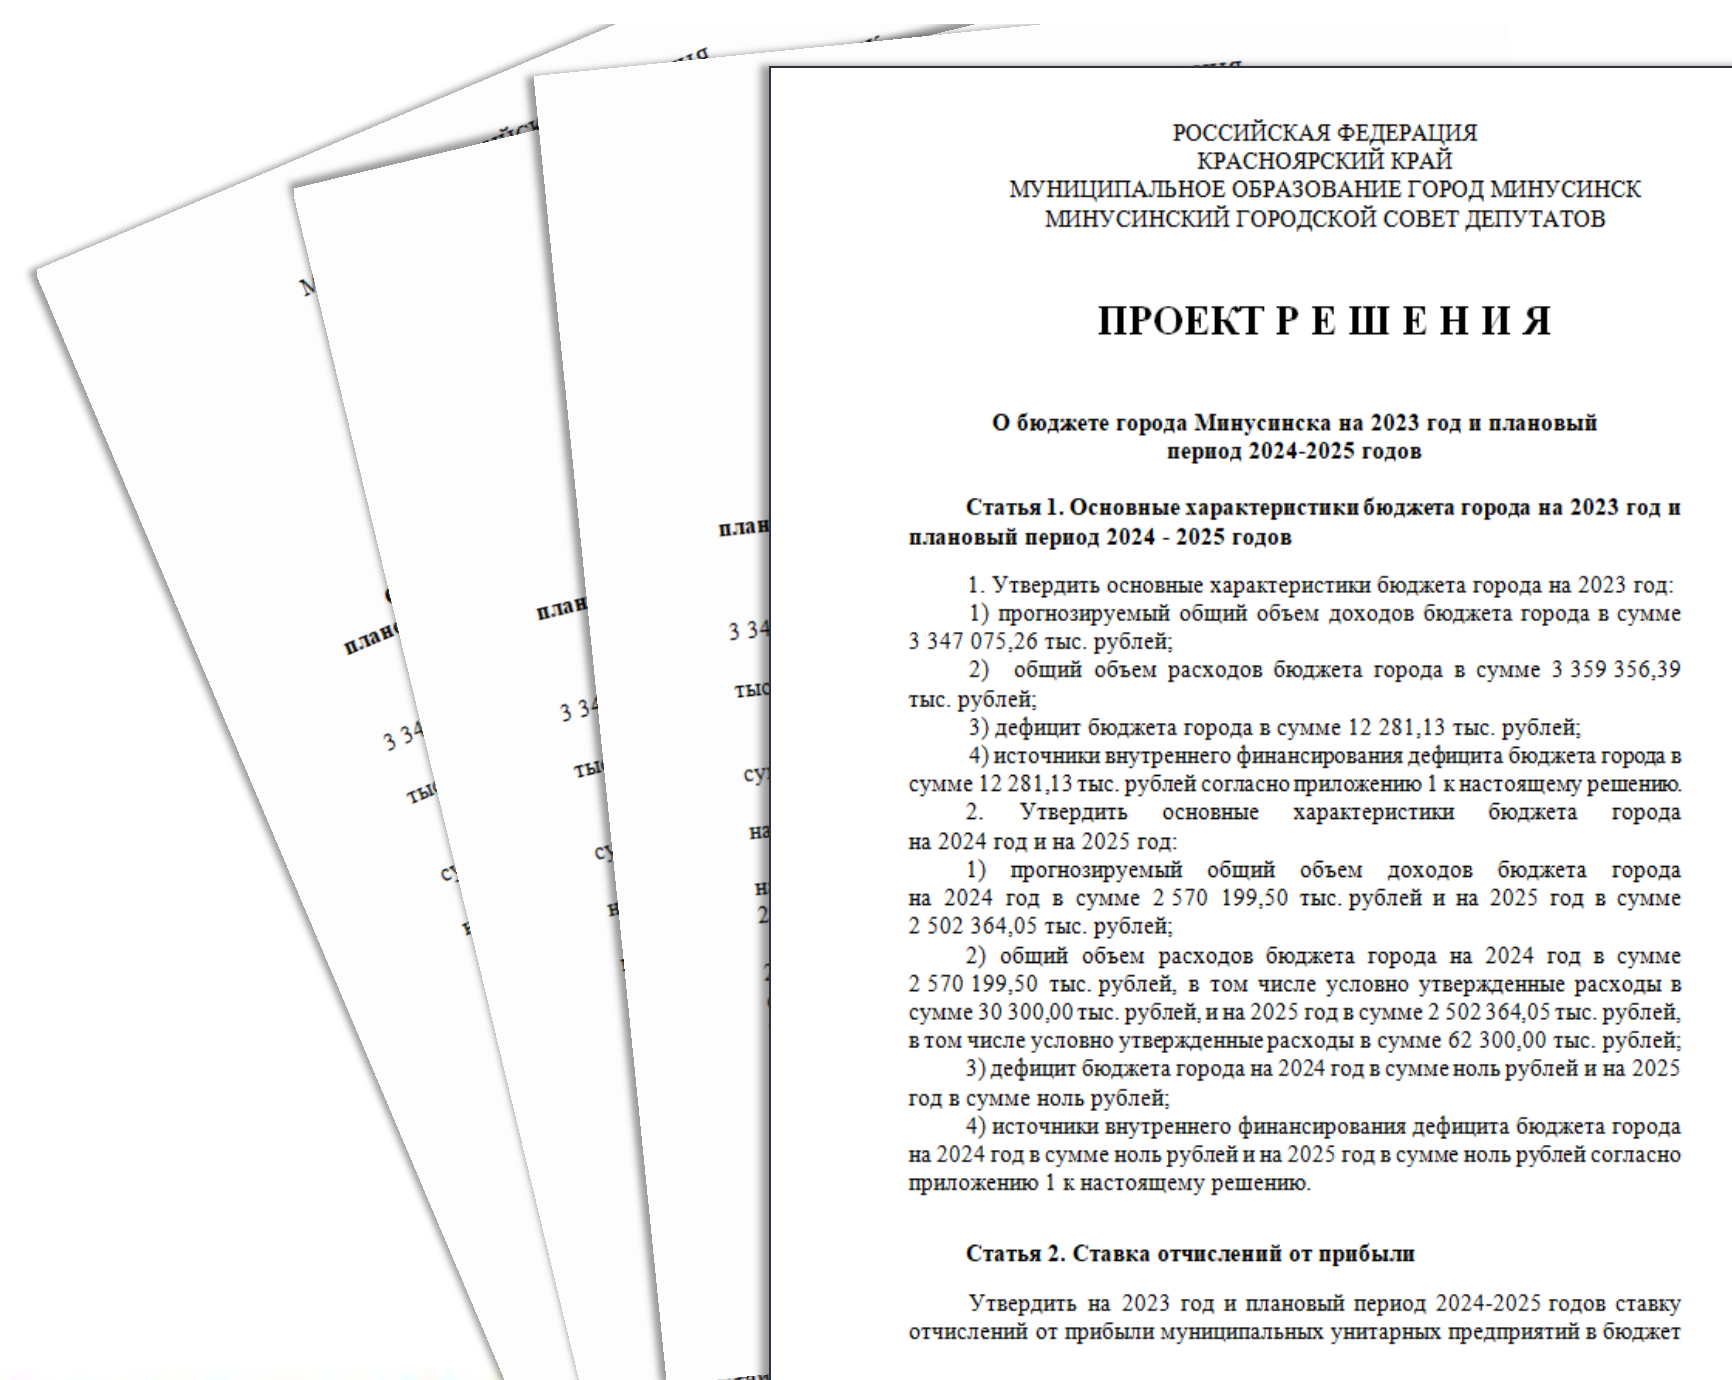 РОССИЙСКАЯ ФЕДЕРАЦИЯ
КРАСНОЯРСКИЙ КРАЙ
МУНИЦИПАЛЬНОЕ ОБРАЗОВАНИЕ ГОРОД МИНУСИНСК
МИНУСИНСКИЙ ГОРОДСКОЙ СОВЕТ ДЕПУТАТОВ
ПРОЕКТ Р Е Ш Е Н И Я
О бюджете города Минусинска на 2023 год и плановый
период 2024-2025 годов
Статья 1. Основные характеристики бюджета города на 2023 год и
плановый период 2024 - 2025 годов
1. Утвердить основные характеристики бюджета города на 2023 год:
1) прогнозируемый общий объем доходов бюджета города в сумме
3 347 075,26 тыс. рублей;
2) общий объем расходов бюджета города в сумме 3 359 356,39
тыс. рублей;
3) дефицит бюджета города в сумме 12 281,13 тыс. рублей;
4) источники внутреннего финансирования дефицита бюджета города в
сумме 12 281,13 тыс. рублей согласно приложению 1 к настоящему решению.
2. Утвердить основные характеристики бюджета города
на 2024 год и на 2025 год:
1) прогнозируемый общий объем доходов бюджета города
на 2024 год в сумме 2 570 199,50 тыс. рублей и на 2025 год в сумме
2 502 364,05 тыс. рублей;
2) общий объем расходов бюджета города на 2024 год в сумме
2 570 199,50 тыс. рублей, в том числе условно утвержденные расходы в
сумме 30 300,00 тыс. рублей, и на 2025 год в сумме 2 502 364,05 тыс. рублей,
в том числе условно утвержденные расходы в сумме 62 300,00 тыс. рублей;
3) дефицит бюджета города на 2024 год в сумме ноль рублей и на 2025
год в сумме ноль рублей;
4) источники внутреннего финансирования дефицита бюджета города
на 2024 год в сумме ноль рублей и на 2025 год в сумме ноль рублей согласно
приложению 1 к настоящему решению.
Статья 2. Ставка отчислений от прибыли
Утвердить на 2023 год и плановый период 2024-2025 годов ставку
отчислений от прибыли муниципальных унитарных предприятий в бюджет